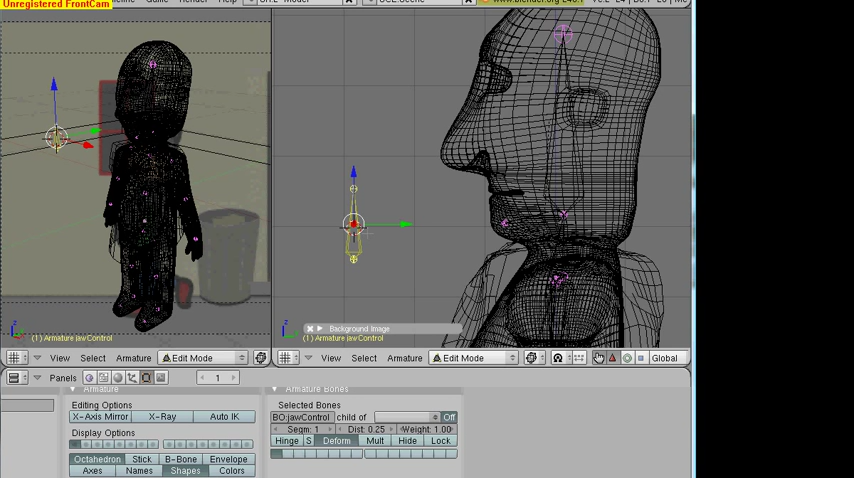 Unregistered FrontCam
(1) Armature jawControl
Background Image
(1) Armature jawControl
View Select Armature Edit Mode
View Select Armature Edit Mode Global
Panels 1
Armature
Editing Options
X-Axis Mirror X-Ray Auto IK
Display Options
Octahedron Stick B-Bone Envelope
Axes Names Shapes Colors
Armature Bones
Selected Bones
BO:jawControl child of Off
Segm: 1 Dist: 0.25 Weight: 1.00
Hinge S Deform Mult Hide Lock